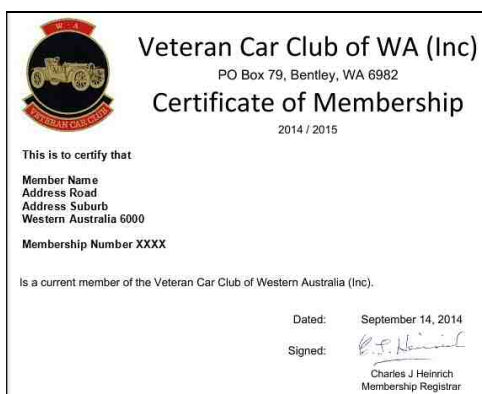 W - A
VETERAN CAR CLUB
Veteran Car Club of WA (Inc)
PO Box 79, Bentley, WA 6982
Certificate of Membership
2014 / 2015
This is to certify that
Member Name
Address Road
Address Suburb
Western Australia 6000
Membership Number XXXX
Is a current member of the Veteran Car Club of Western Australia (Inc).
Dated: September 14, 2014
Signed: C.J. Heinrich
Charles J Heinrich
Membership Registrar